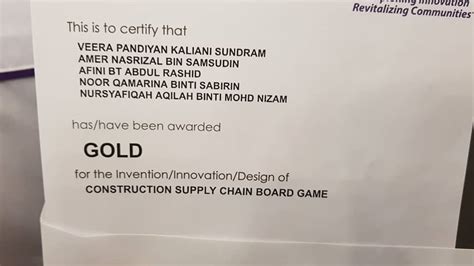 Innovation
Revitalizing Communities"
This is to certify that
VEERA PANDIYAN KALIANI SUNDRAM
AMER NASRIZAL BIN SAMSUDIN
AFINI BT ABDUL RASHID
NOOR QAMARINA BINTI SABIRIN
NURSYAFIQAH AQILAH BINTI MOHD NIZAM
has/have been awarded
GOLD
for the Invention/Innovation/Design of
CONSTRUCTION SUPPLY CHAIN BOARD GAME